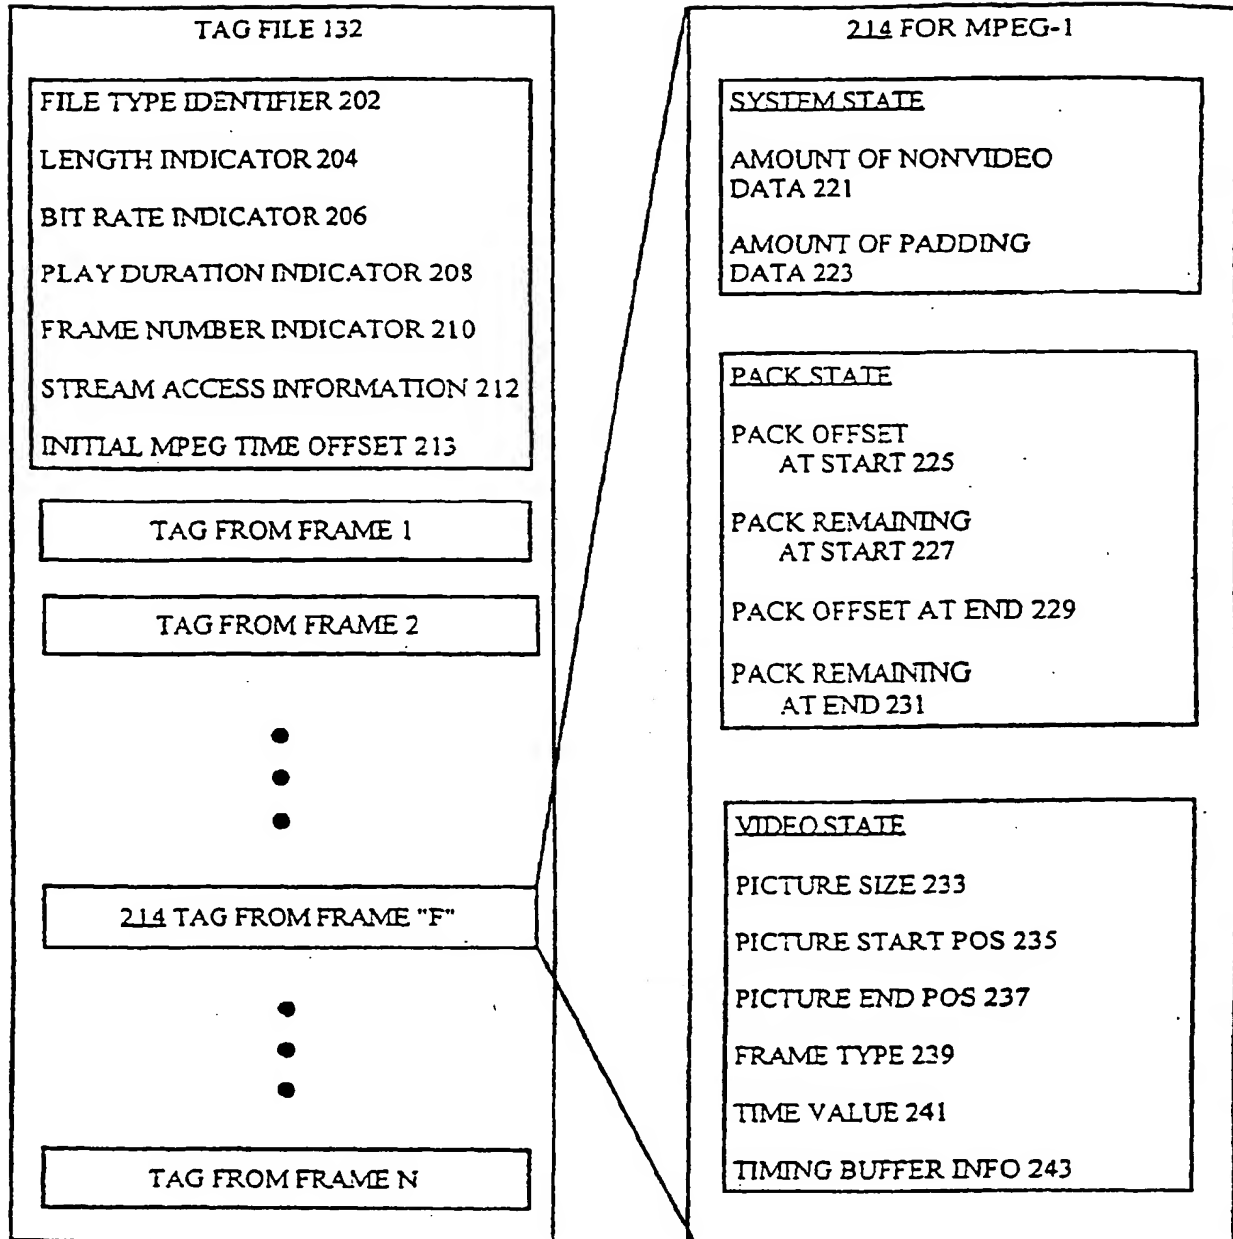 TAG FILE 132
FILE TYPE IDENTIFIER 202
LENGTH INDICATOR 204
BIT RATE INDICATOR 206
PLAY DURATION INDICATOR 208
FRAME NUMBER INDICATOR 210
STREAM ACCESS INFORMATION 212
INITIAL MPEG TIME OFFSET 213
TAG FROM FRAME 1
TAG FROM FRAME 2
214 TAG FROM FRAME "F"
TAG FROM FRAME N
214 FOR MPEG-1
SYSTEM STATE
AMOUNT OF NONVIDEO
DATA 221
AMOUNT OF PADDING
DATA 223
PACK STATE
PACK OFFSET
AT START 225
PACK REMAINING
AT START 227
PACK OFFSET AT END 229
PACK REMAINING
AT END 231
VIDEO STATE
PICTURE SIZE 233
PICTURE START POS 235
PICTURE END POS 237
FRAME TYPE 239
TIME VALUE 241
TIMING BUFFER INFO 243